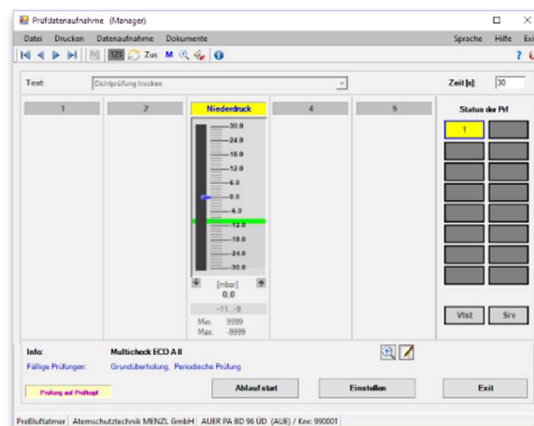 Prüfdatenaufnahme (Manager)
Datei Drucken Datenaufnahme Dokumente Sprache Hilfe Exit
123 Zus M
Test: Dichtprüfung trocken Zeit [s]: 30
1 2 Niederdruck 4 5 Status der Prf
30.0
24.0
18.0
12.0
6.0
0.0
-6.0
-12.0
-18.0
-24.0
-30.0
1
[mbar]
0,0
-11..-9
Min: 9999
Max: -9999
Vlst Srv
Info: Multicheck ECO A II
Fällige Prüfungen: Grundüberholung, Periodische Prüfung
Prüfung auf Prüfkopf Ablauf start Einstellen Exit
Preßluftatmer Atemschutztechnik MENZL GmbH AUER PA BD 96 ÜD (AUE) / Knr: 990001